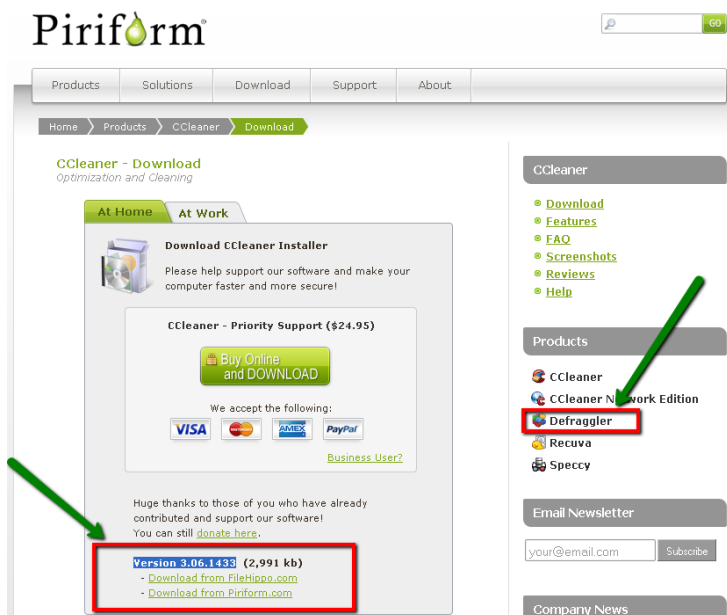 Piriform
GO
Products Solutions Download Support About
Home Products CCleaner Download
CCleaner - Download
Optimization and Cleaning
At Home At Work
Download CCleaner Installer
Please help support our software and make your
computer faster and more secure!
CCleaner - Priority Support ($24.95)
Buy Online
and DOWNLOAD
We accept the following:
VISA MasterCard AMEX PayPal
Business User?
Huge thanks to those of you who have already
contributed and support our software!
You can still donate here.
Version 3.06.1433 (2,991 kb)
- Download from FileHippo.com
- Download from Piriform.com
CCleaner
Download
Features
FAQ
Screenshots
Reviews
Help
Products
CCleaner
CCleaner Network Edition
Defraggler
Recuva
Speccy
Email Newsletter
your@email.com Subscribe
Company News